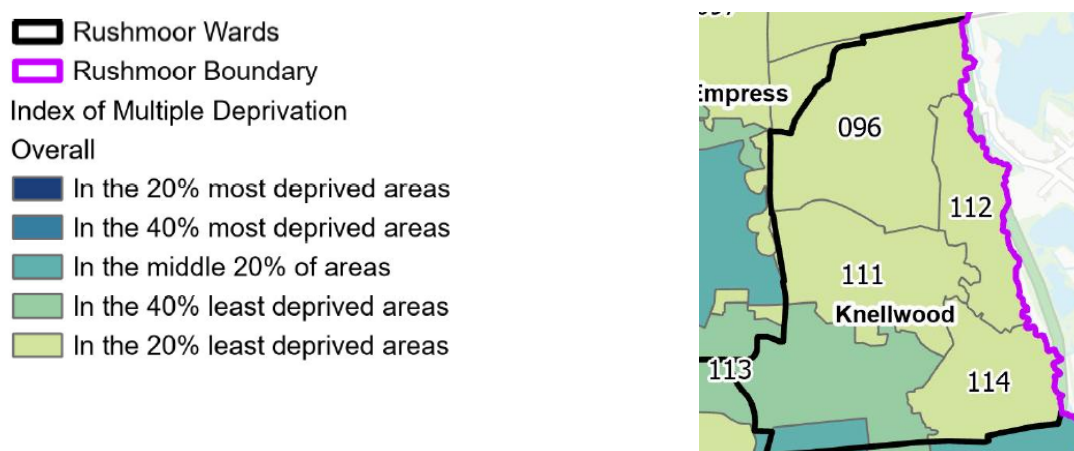 Rushmoor Wards
Rushmoor Boundary
Index of Multiple Deprivation
Overall
In the 20% most deprived areas
In the 40% most deprived areas
In the middle 20% of areas
In the 40% least deprived areas
In the 20% least deprived areas
Empress
096
112
111
Knellwood
113
114